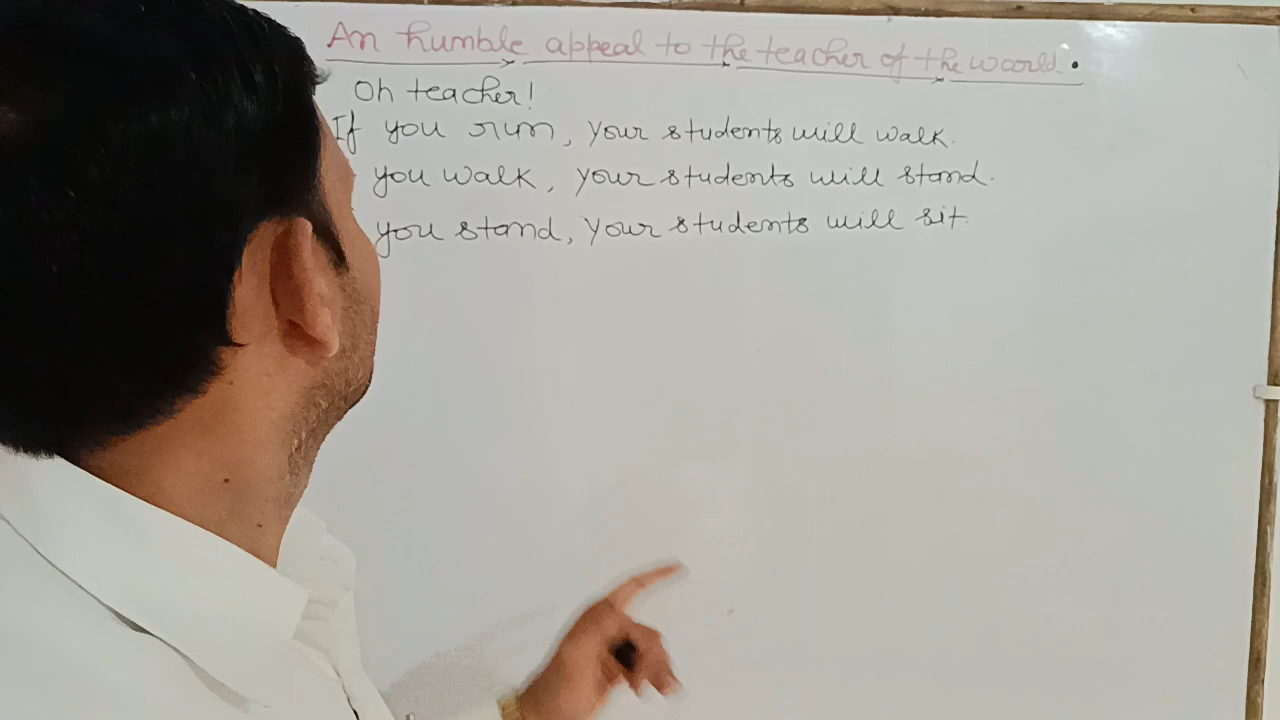 An humble appeal to the teacher of the world.
Oh teacher!
If you run, your students will walk.
you walk, your students will stand.
you stand, your students will sit.